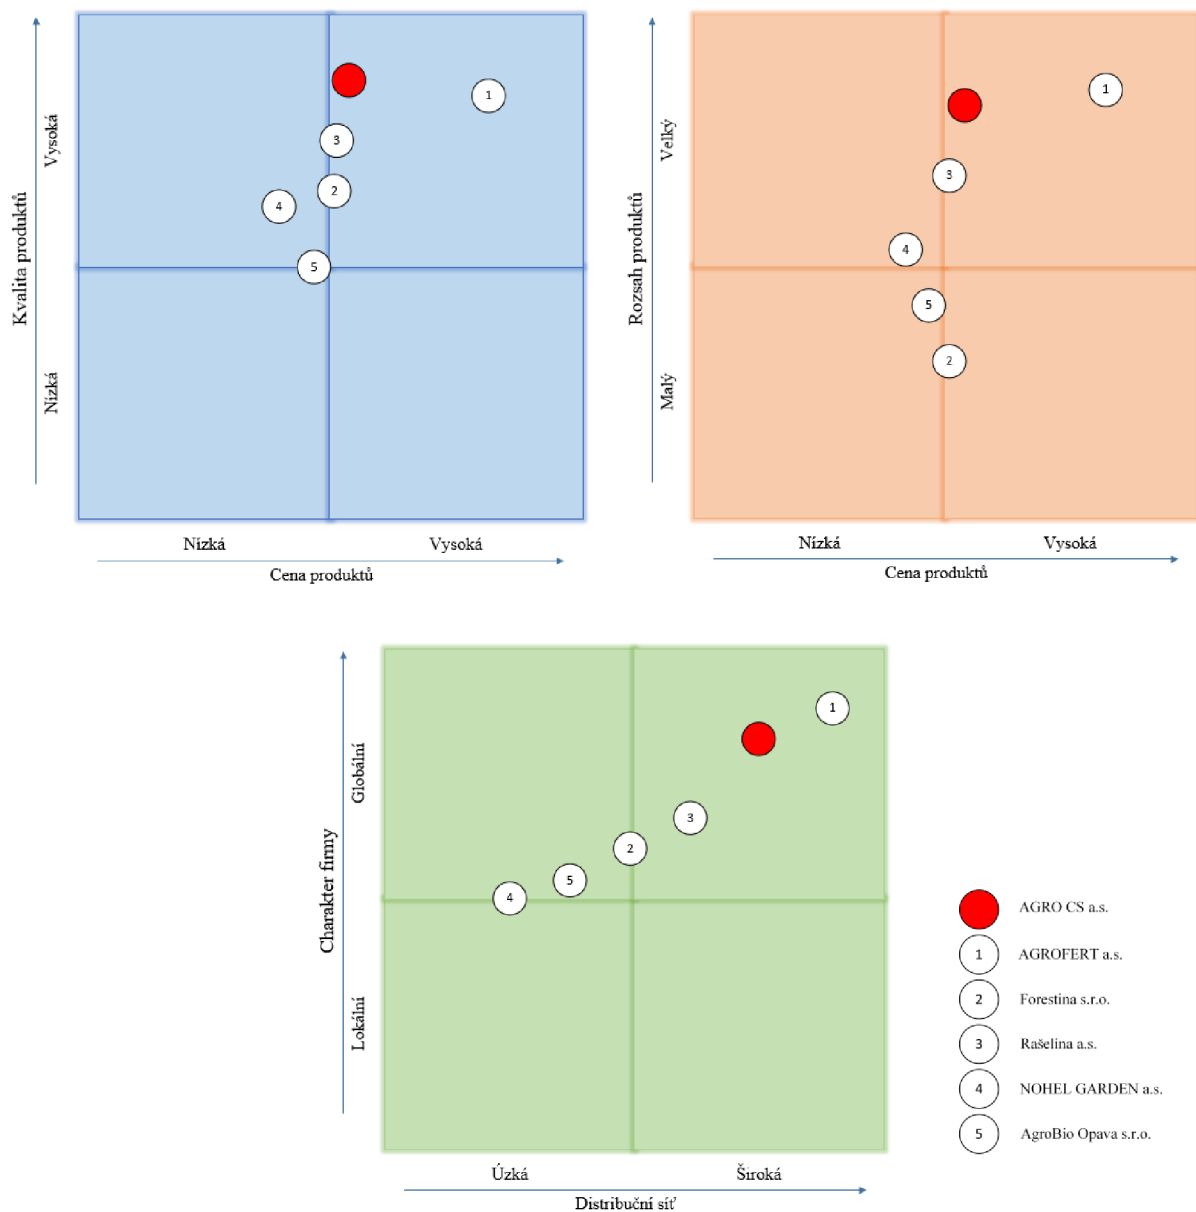 Kvalita produktů
Vysoká
Nízká
1
3
2
4
5
Nízká
Vysoká
Cena produktů
Rozsah produktů
Velký
Malý
1
3
4
5
2
Nízká
Vysoká
Cena produktů
Charakter firmy
Globální
Lokální
1
3
2
5
4
Úzká
Široká
Distribuční síť
AGRO CS a.s.
1 AGROFERT a.s.
2 Forestina s.r.o.
3 Rašelina a.s.
4 NOHEL GARDEN a.s.
5 AgroBio Opava s.r.o.